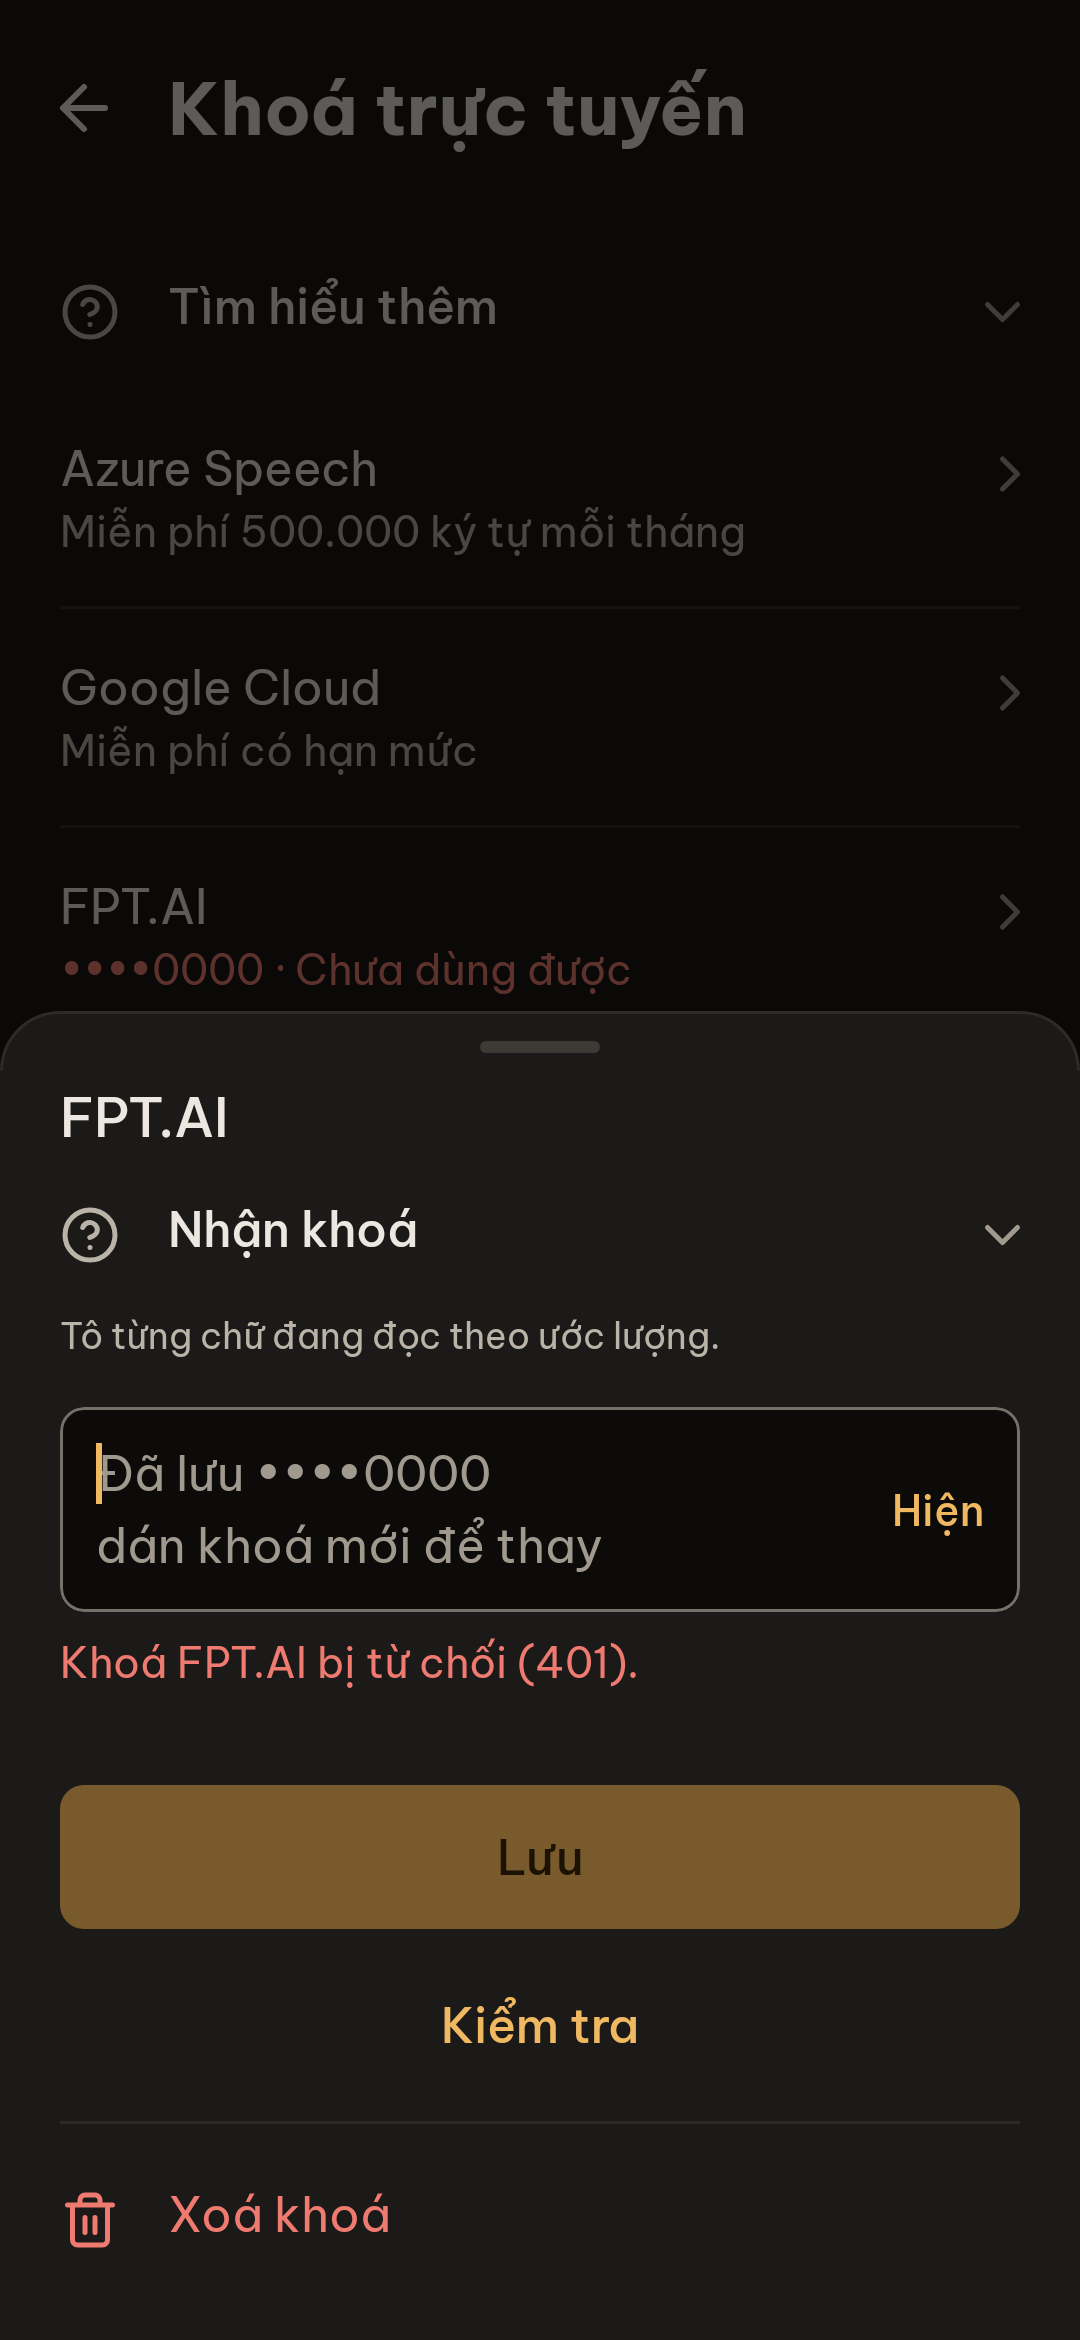 Khoá trực tuyến
Tìm hiểu thêm
Azure Speech
Miễn phí 500.000 ký tự mỗi tháng
Google Cloud
Miễn phí có hạn mức
FPT.AI
••••0000 · Chưa dùng được
FPT.AI
Nhận khoá
Tô từng chữ đang đọc theo ước lượng.
Đã lưu ••••0000
dán khoá mới để thay
Hiện
Khoá FPT.AI bị từ chối (401).
Lưu
Kiểm tra
Xoá khoá